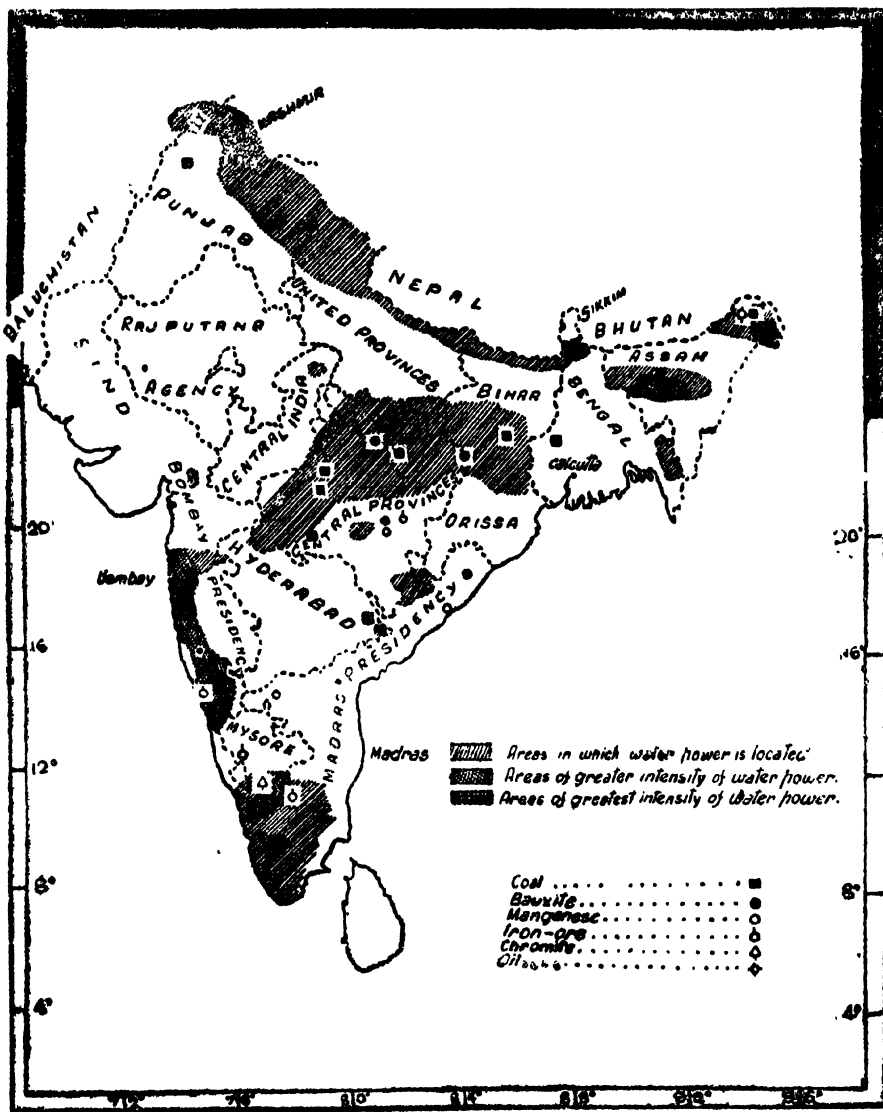 KASHMIR
PUNJAB
BALUCHISTAN
NEPAL
SIKKIM
BHUTAN
UNITED PROVINCES
RAJPUTANA
ASSAM
SIND
AGENCY
BIHAR
CENTRAL INDIA
BENGAL
Calcutta
BOMBAY
CENTRAL PROVINCES
ORISSA
20°
20°
HYDERABAD
Bombay
PRESIDENCY
PRESIDENCY
16°
16°
MYSORE
MADRAS
Madras
Areas in which water power is located
12°
12°
Areas of greater intensity of water power.
Areas of greatest intensity of water power.
8°
Coal
Bauxite
Manganese
Iron-ore
Chromite
Oil
4°
4°